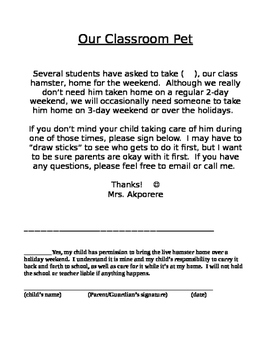 Our Classroom Pet
Several students have asked to take (    ), our class
hamster, home for the weekend.  Although we really
don't need him taken home on a regular 2-day
weekend, we will occasionally need someone to take
him home on 3-day weekend or over the holidays.
If you don't mind your child taking care of him during
one of those times, please sign below.  I may have to
“draw sticks” to see who gets to do it first, but I want
to be sure parents are okay with it first.  If you have
any questions, please feel free to email or call me.
Thanks!  ☺
Mrs. Akporere
________Yes, my child has permission to bring the live hamster home over a
holiday weekend.  I understand it is mine and my child's responsibility to carry it
back and forth to school, as well as care for it while it's at my home.  I will not hold
the school or teacher liable if anything happens.
(child's name)    (Parent/Guardian's signature)    (date)